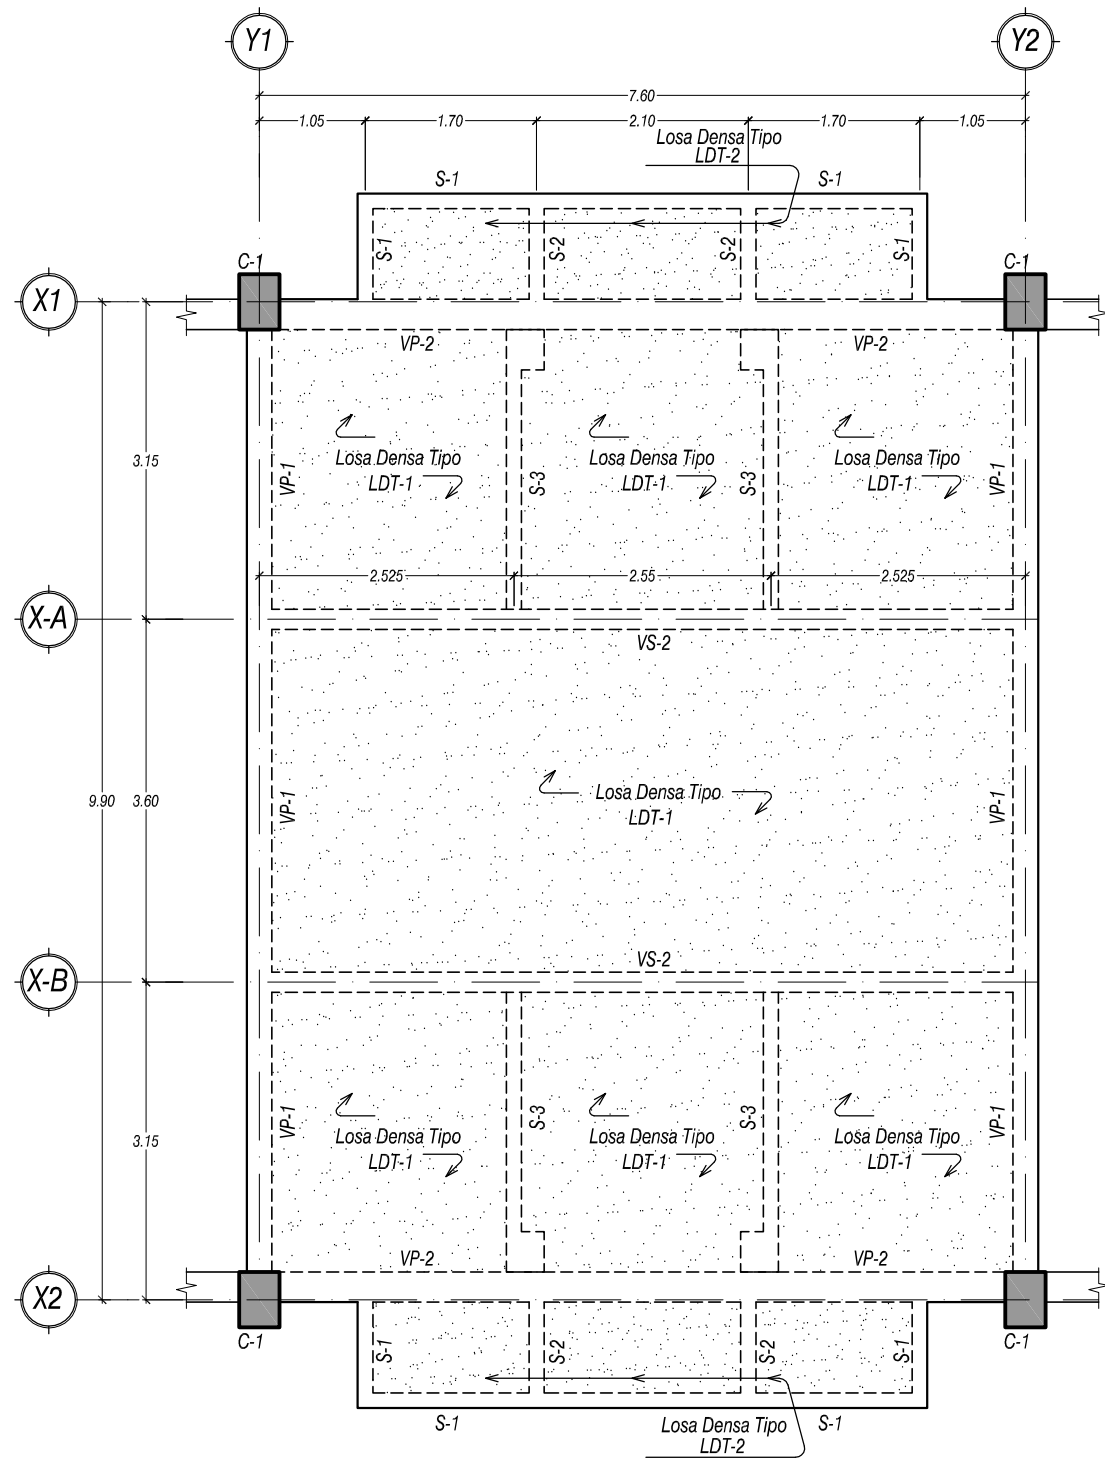 Y1
Y2
7.60
1.05
1.70
2.10
1.70
1.05
Losa Densa Tipo
LDT-2
S-1
S-1
S-1
S-2
S-2
S-1
C-1
C-1
X1
VP-2
VP-2
3.15
Losa Densa Tipo
LDT-1
Losa Densa Tipo
LDT-1
Losa Densa Tipo
LDT-1
VP-1
S-3
S-3
VP-1
2.525
2.55
2.525
X-A
VS-2
9.90
3.60
VP-1
Losa Densa Tipo
LDT-1
VP-1
VS-2
X-B
3.15
VP-1
S-3
S-3
VP-1
Losa Densa Tipo
LDT-1
Losa Densa Tipo
LDT-1
Losa Densa Tipo
LDT-1
VP-2
VP-2
X2
C-1
C-1
S-1
S-2
S-2
S-1
S-1
S-1
Losa Densa Tipo
LDT-2